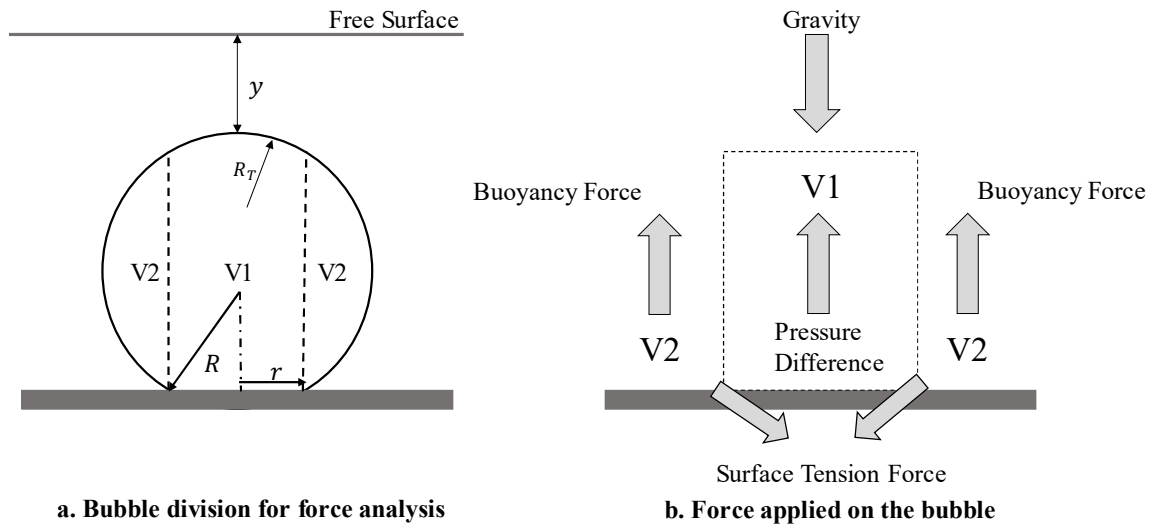 Free Surface
y
R_T
V2
V1
V2
R
r
a. Bubble division for force analysis
Gravity
Buoyancy Force
V1
Buoyancy Force
V2
Pressure
Difference
V2
Surface Tension Force
b. Force applied on the bubble